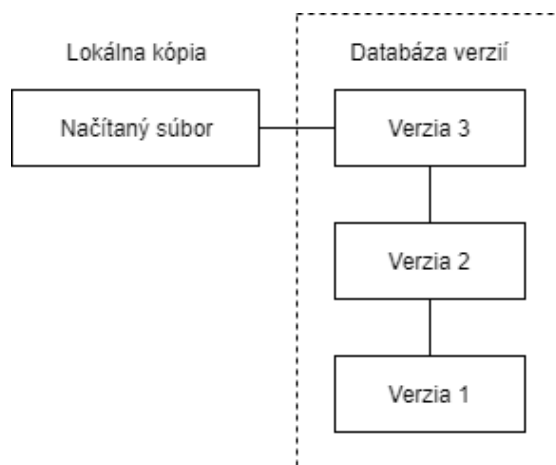 Lokálna kópia
Databáza verzií
Načítaný súbor
Verzia 3
Verzia 2
Verzia 1